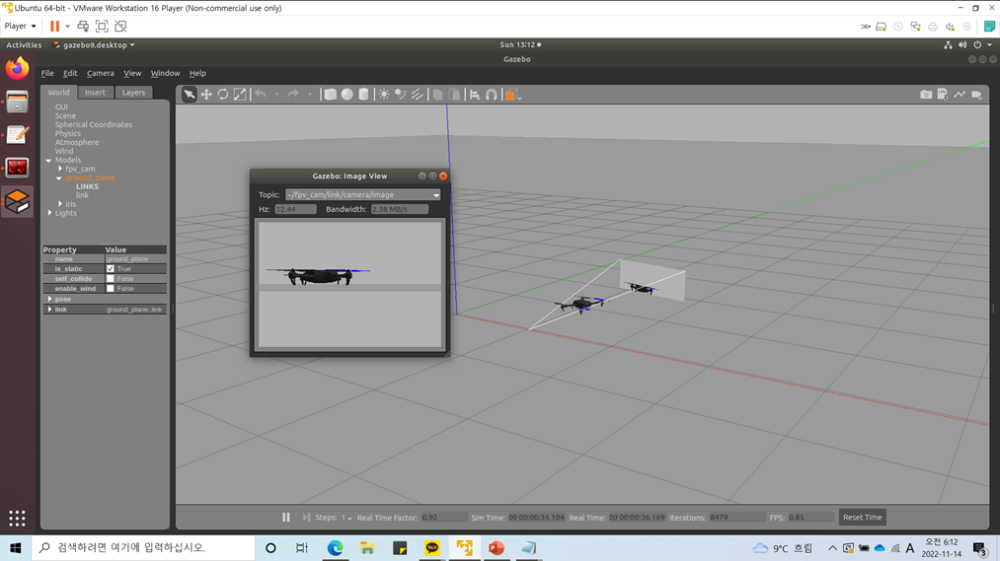 Ubuntu 64-bit - VMware Workstation 16 Player (Non-commercial use only)
Player
Activities
gazebo9.desktop
Sun 13:12
Gazebo
File Edit Camera View Window Help
World Insert Layers
GUI
Scene
Spherical Coordinates
Physics
Atmosphere
Wind
Models
fpv_cam
ground_plane
LINKS
link
iris
Lights
Property Value
name ground_plane
is_static True
self_collide False
enable_wind False
pose
link ground_plane::link
Gazebo: Image View
Topic: ~/fpv_cam/link/camera/image
Hz: 12.44 Bandwidth: 2.38 MB/s
Steps: 1 Real Time Factor: 0.92 Sim Time: 00 00:00:34.104 Real Time: 00 00:00:36.169 Iterations: 8479 FPS: 0.85 Reset Time
검색하려면 여기에 입력하십시오.
TALK
9°C 흐림
A
오전 6:12
2022-11-14
3